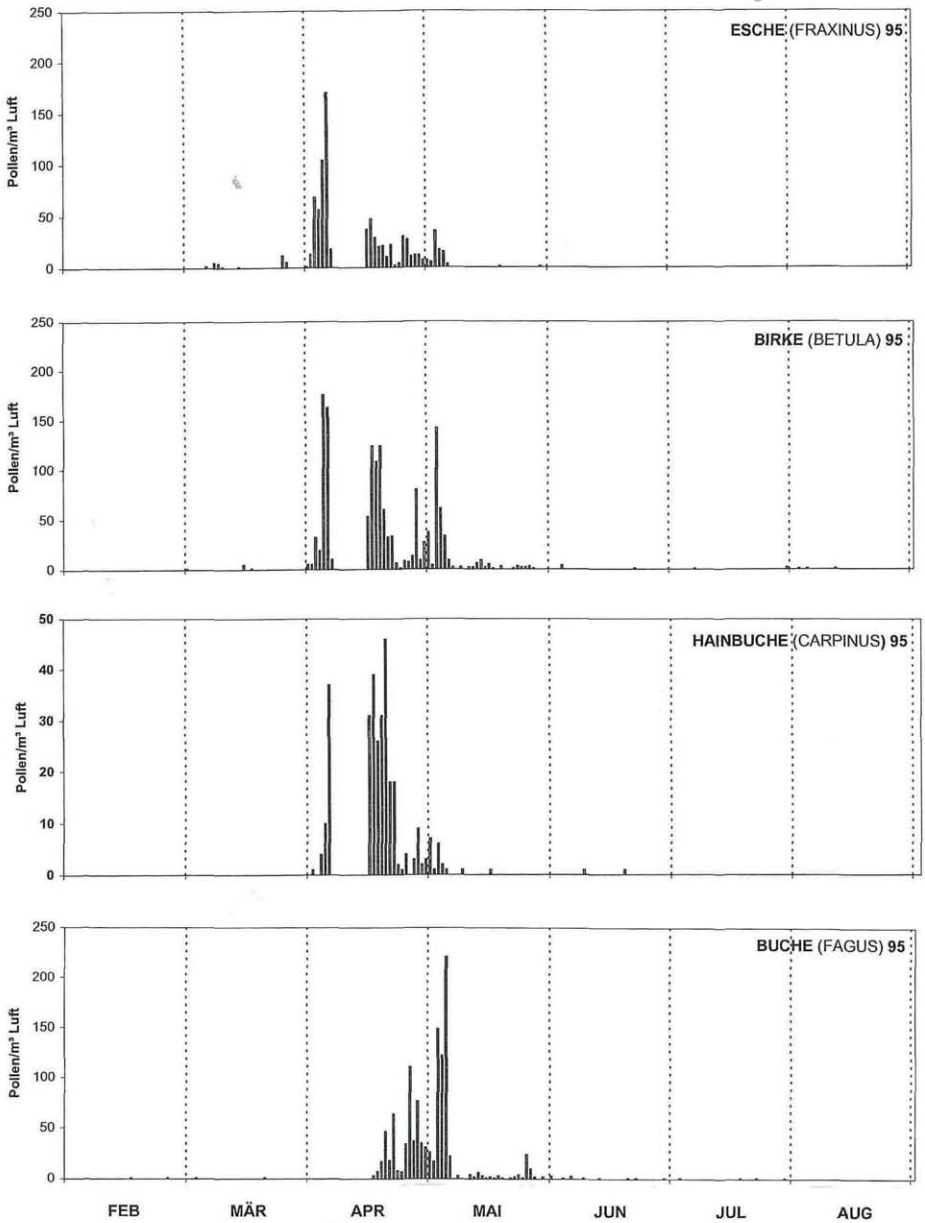 ESCHE (FRAXINUS) 95
Pollen/m³ Luft
250
200
150
100
50
0
BIRKE (BETULA) 95
Pollen/m³ Luft
250
200
150
100
50
0
HAINBUCHE (CARPINUS) 95
Pollen/m³ Luft
50
40
30
20
10
0
BUCHE (FAGUS) 95
Pollen/m³ Luft
250
200
150
100
50
0
FEB MÄR APR MAI JUN JUL AUG